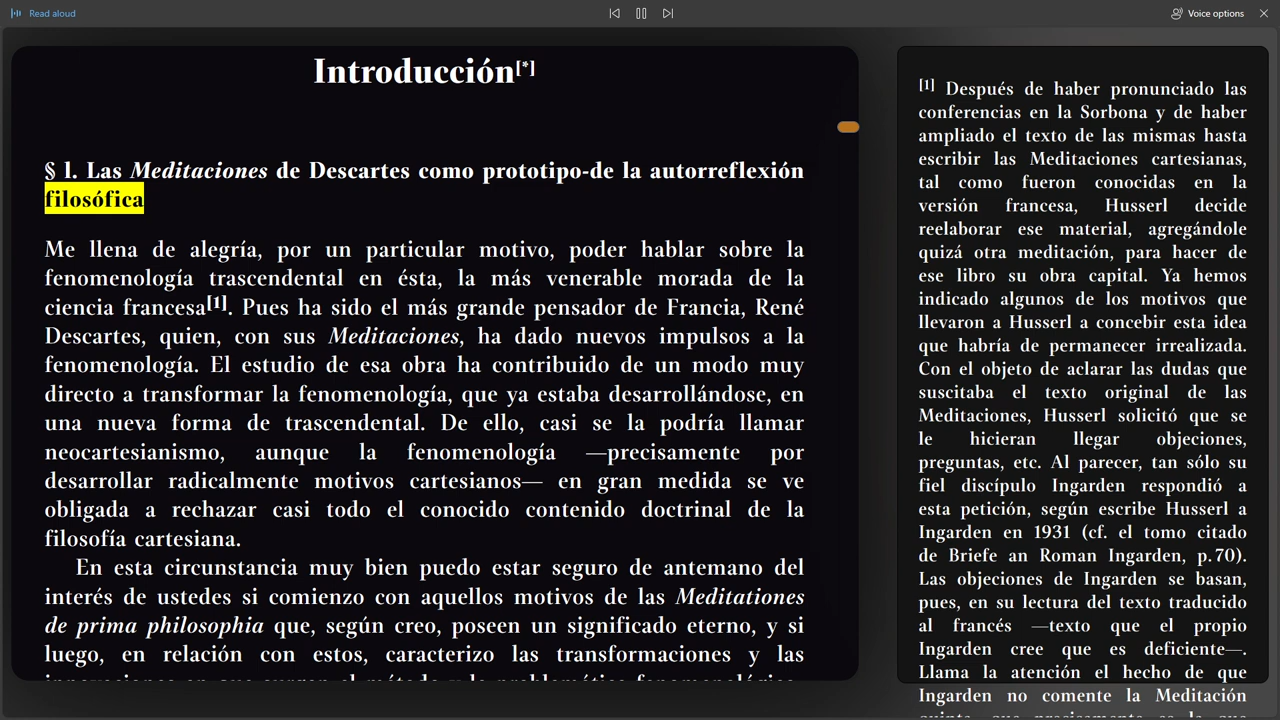 Read aloud
Voice options
Introducción[*]
§ l. Las Meditaciones de Descartes como prototipo-de la autorreflexión
filosófica
Me llena de alegría, por un particular motivo, poder hablar sobre la
fenomenología trascendental en ésta, la más venerable morada de la
ciencia francesa[1]. Pues ha sido el más grande pensador de Francia, René
Descartes, quien, con sus Meditaciones, ha dado nuevos impulsos a la
fenomenología. El estudio de esa obra ha contribuido de un modo muy
directo a transformar la fenomenología, que ya estaba desarrollándose, en
una nueva forma de trascendental. De ello, casi se la podría llamar
neocartesianismo, aunque la fenomenología —precisamente por
desarrollar radicalmente motivos cartesianos— en gran medida se ve
obligada a rechazar casi todo el conocido contenido doctrinal de la
filosofía cartesiana.
En esta circunstancia muy bien puedo estar seguro de antemano del
interés de ustedes si comienzo con aquellos motivos de las Meditationes
de prima philosophia que, según creo, poseen un significado eterno, y si
luego, en relación con estos, caracterizo las transformaciones y las
[1] Después de haber pronunciado las
conferencias en la Sorbona y de haber
ampliado el texto de las mismas hasta
escribir las Meditaciones cartesianas,
tal como fueron conocidas en la
versión francesa, Husserl decide
reelaborar ese material, agregándole
quizá otra meditación, para hacer de
ese libro su obra capital. Ya hemos
indicado algunos de los motivos que
llevaron a Husserl a concebir esta idea
que habría de permanecer irrealizada.
Con el objeto de aclarar las dudas que
suscitaba el texto original de las
Meditaciones, Husserl solicitó que se
le hicieran llegar objeciones,
preguntas, etc. Al parecer, tan sólo su
fiel discípulo Ingarden respondió a
esta petición, según escribe Husserl a
Ingarden en 1931 (cf. el tomo citado
de Briefe an Roman Ingarden, p.70).
Las objeciones de Ingarden se basan,
pues, en su lectura del texto traducido
al francés —texto que el propio
Ingarden cree que es deficiente—.
Llama la atención el hecho de que
Ingarden no comente la Meditación